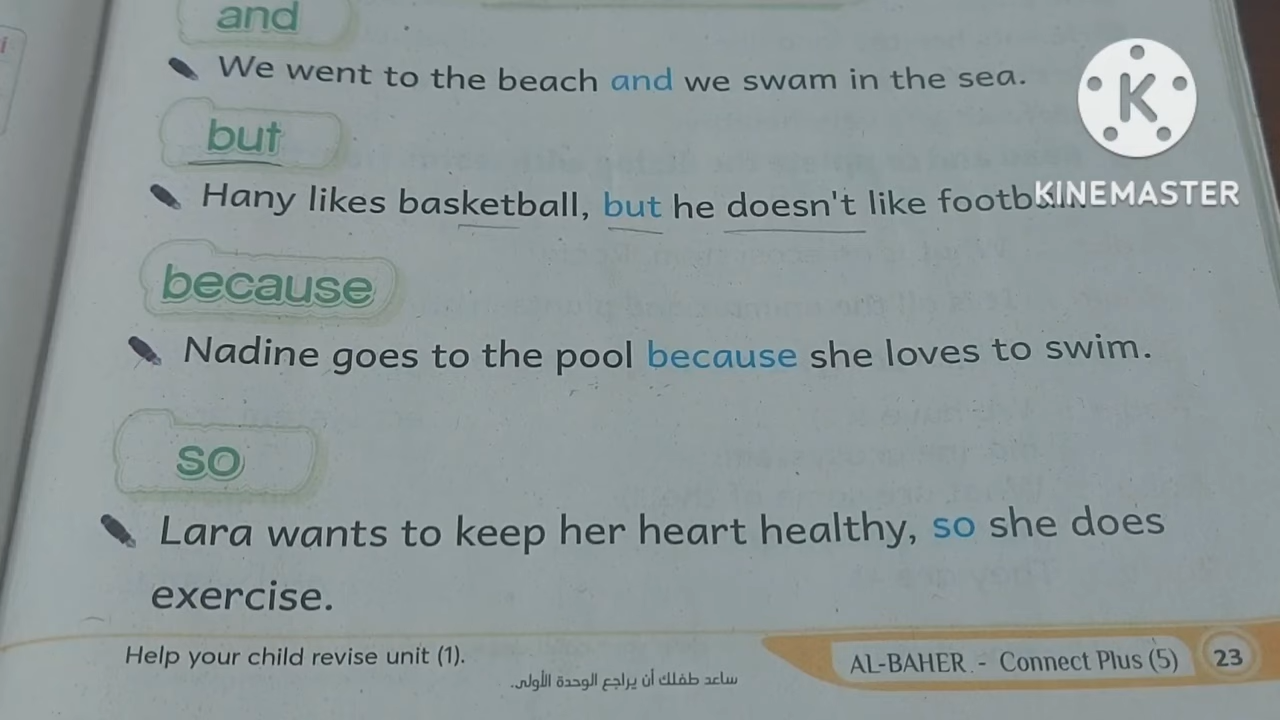 and
We went to the beach and we swam in the sea.
but
Hany likes basketball, but he doesn't like
because
Nadine goes to the pool because she loves to swim.
so
Lara wants to keep her heart healthy, so she does
exercise.
Help your child revise unit (1).
ساعد طفلك أن يراجع الوحدة الأولى.
AL-BAHER - Connect Plus (5) 23
K
KINEMASTER